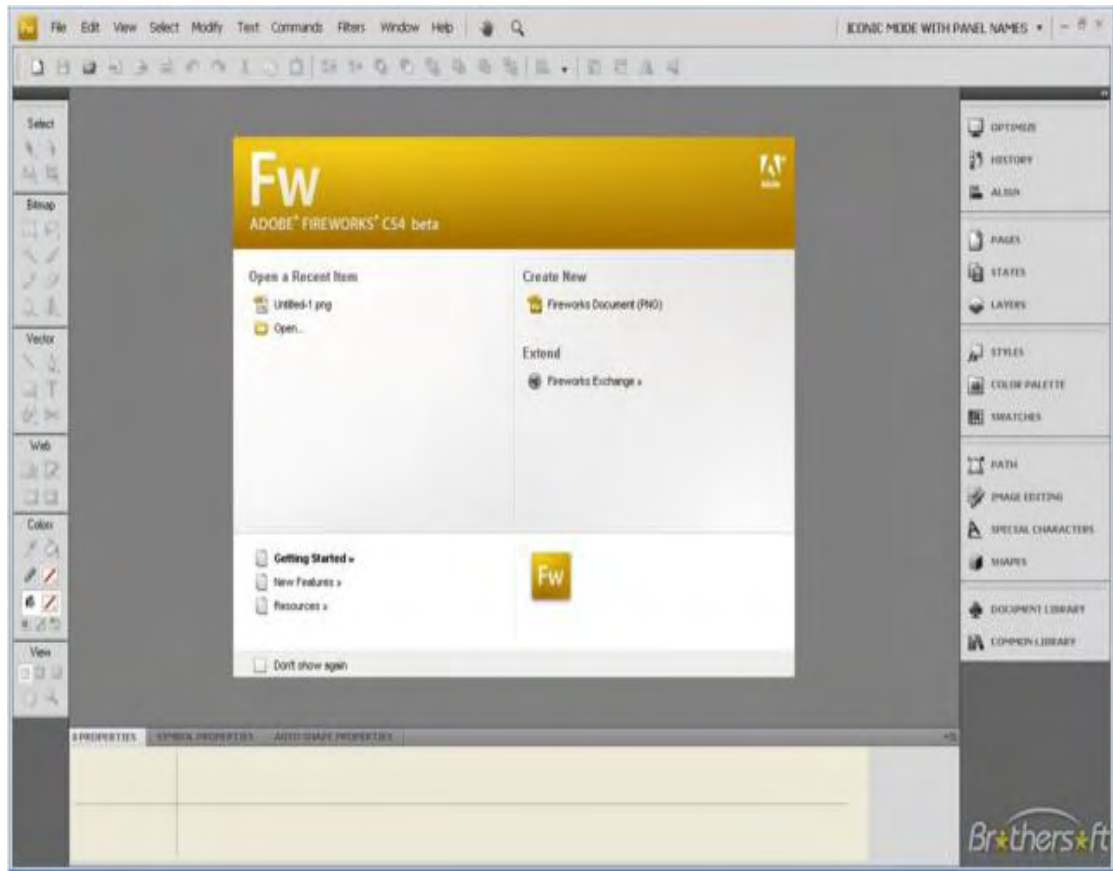 Fw File Edit View Select Modify Text Commands Filters Window Help ICONIC MODE WITH PANEL NAMES
Select
Bitmap
Vector
T
Web
Colors
View
Fw
ADOBE® FIREWORKS® CS4 beta
Adobe
Open a Recent Item
Untitled-1.png
Open...
Create New
Fireworks Document (PNG)
Extend
Fireworks Exchange »
Getting Started »
New Features »
Resources »
Fw
Don't show again
OPTIMIZE
HISTORY
ALIGN
PAGES
STATES
LAYERS
STYLES
COLOR PALETTE
SWATCHES
PATH
IMAGE EDITING
SPECIAL CHARACTERS
SHAPES
DOCUMENT LIBRARY
COMMON LIBRARY
PROPERTIES SYMBOL PROPERTIES AUTO SHAPE PROPERTIES
Brothersoft